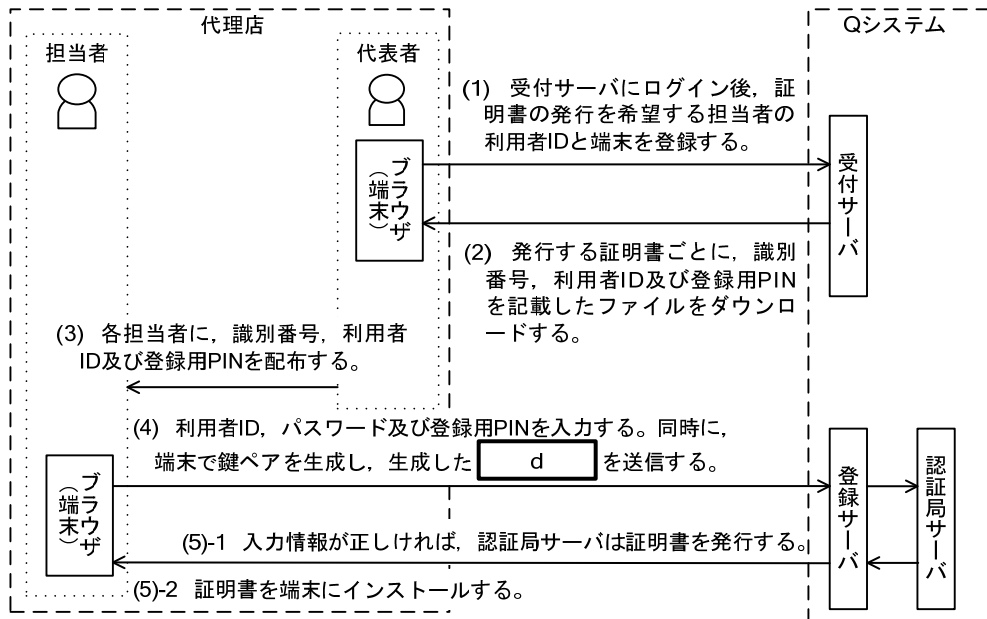 代理店
Qシステム
担当者
代表者
(1) 受付サーバにログイン後，証
明書の発行を希望する担当者の
利用者IDと端末を登録する。
ブラウザ
（端末）
受付サーバ
(2) 発行する証明書ごとに，識別
番号，利用者ID及び登録用PIN
を記載したファイルをダウンロ
ードする。
(3) 各担当者に，識別番号，利用者
ID及び登録用PINを配布する。
(4) 利用者ID，パスワード及び登録用PINを入力する。同時に，
端末で鍵ペアを生成し，生成した d を送信する。
ブラウザ
（端末）
登録サーバ
認証局サーバ
(5)-1 入力情報が正しければ，認証局サーバは証明書を発行する。
(5)-2 証明書を端末にインストールする。